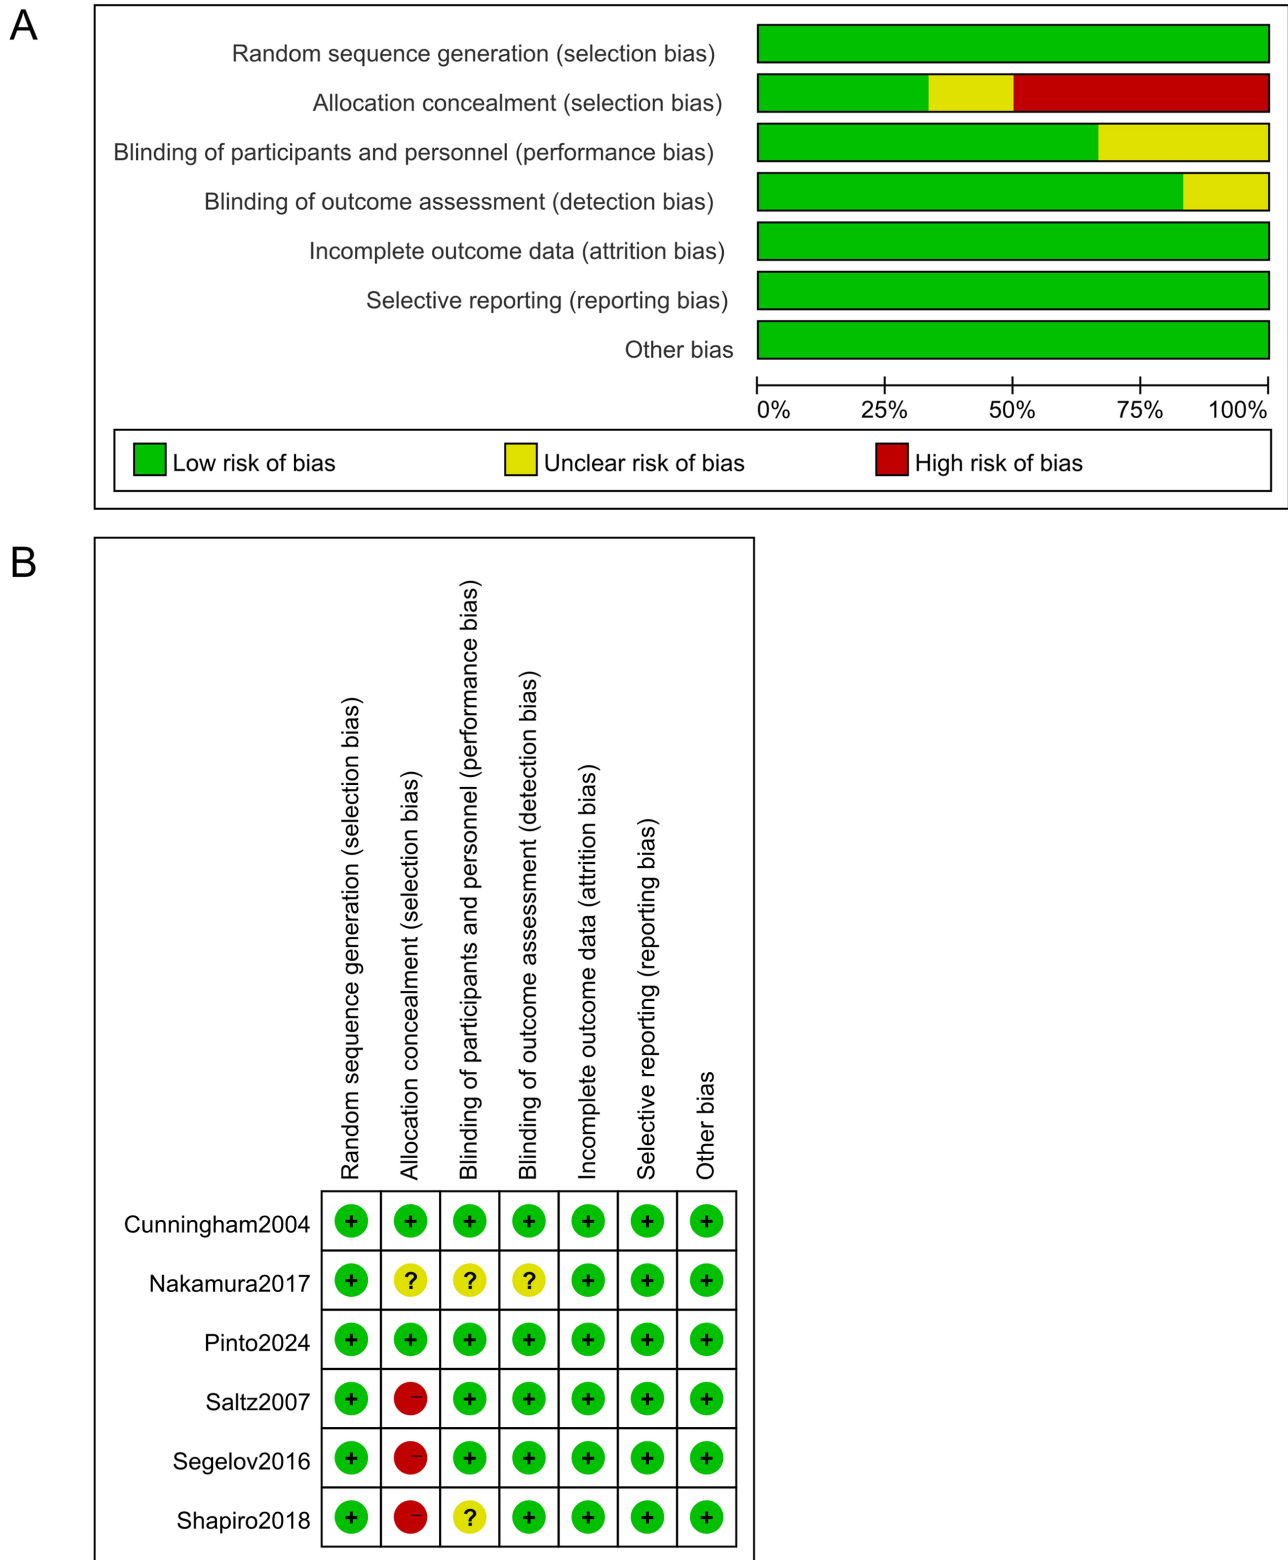 A
Random sequence generation (selection bias)
Allocation concealment (selection bias)
Blinding of participants and personnel (performance bias)
Blinding of outcome assessment (detection bias)
Incomplete outcome data (attrition bias)
Selective reporting (reporting bias)
Other bias
0% 25% 50% 75% 100%
Low risk of bias Unclear risk of bias High risk of bias
B
Random sequence generation (selection bias)
Allocation concealment (selection bias)
Blinding of participants and personnel (performance bias)
Blinding of outcome assessment (detection bias)
Incomplete outcome data (attrition bias)
Selective reporting (reporting bias)
Other bias
Cunningham2004 + + + + + + +
Nakamura2017 + ? ? ? + + +
Pinto2024 + + + + + + +
Saltz2007 + – + + + + +
Segelov2016 + – + + + + +
Shapiro2018 + – ? + + + +